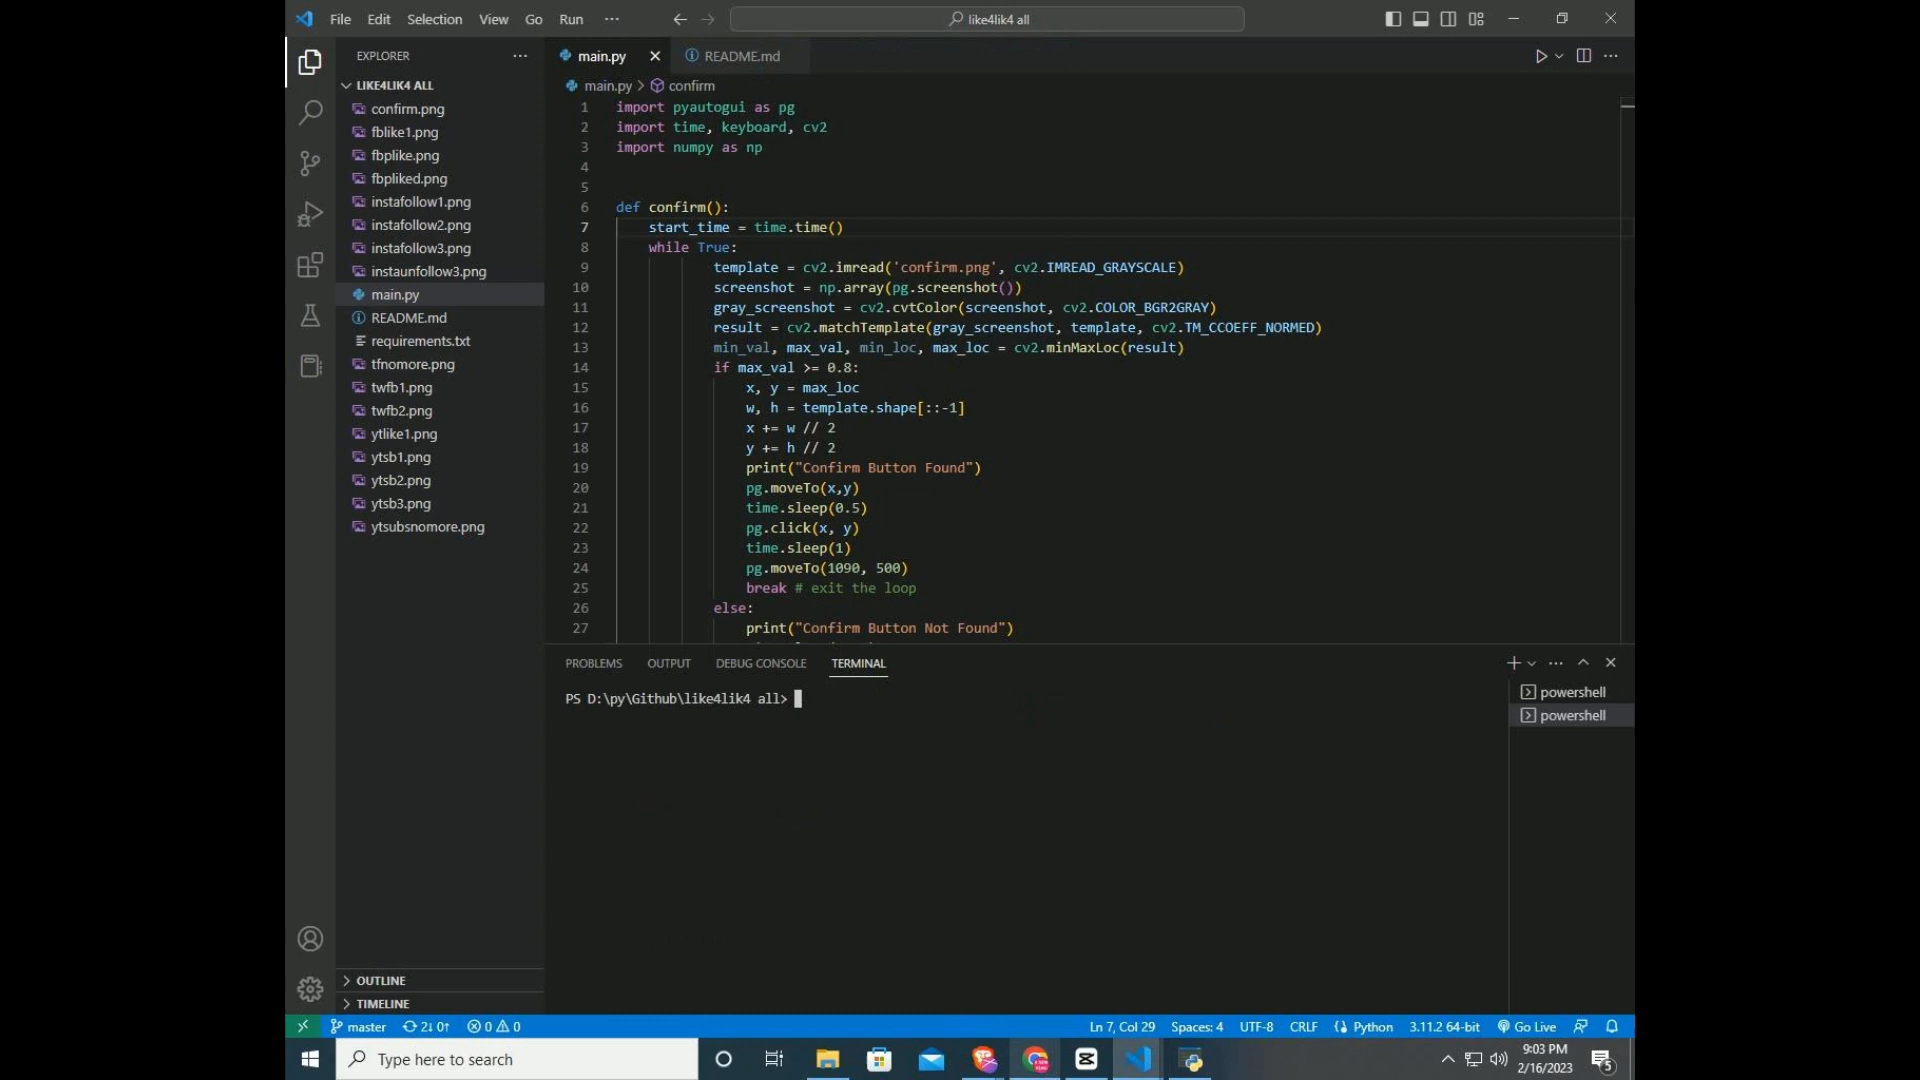 File Edit Selection View Go Run ··· like4lik4 all
EXPLORER ···
LIKE4LIK4 ALL
confirm.png
fblike1.png
fbplike.png
fbpliked.png
instafollow1.png
instafollow2.png
instafollow3.png
instaunfollow3.png
main.py
README.md
requirements.txt
tfnomore.png
twfb1.png
twfb2.png
ytlike1.png
ytsb1.png
ytsb2.png
ytsb3.png
ytsubsnomore.png
OUTLINE
TIMELINE
main.py README.md
main.py > confirm
1 import pyautogui as pg
2 import time, keyboard, cv2
3 import numpy as np
4
5
6 def confirm():
7 start_time = time.time()
8 while True:
9 template = cv2.imread('confirm.png', cv2.IMREAD_GRAYSCALE)
10 screenshot = np.array(pg.screenshot())
11 gray_screenshot = cv2.cvtColor(screenshot, cv2.COLOR_BGR2GRAY)
12 result = cv2.matchTemplate(gray_screenshot, template, cv2.TM_CCOEFF_NORMED)
13 min_val, max_val, min_loc, max_loc = cv2.minMaxLoc(result)
14 if max_val >= 0.8:
15 x, y = max_loc
16 w, h = template.shape[::-1]
17 x += w // 2
18 y += h // 2
19 print("Confirm Button Found")
20 pg.moveTo(x,y)
21 time.sleep(0.5)
22 pg.click(x, y)
23 time.sleep(1)
24 pg.moveTo(1090, 500)
25 break # exit the loop
26 else:
27 print("Confirm Button Not Found")
PROBLEMS OUTPUT DEBUG CONSOLE TERMINAL
PS D:\py\Github\like4lik4 all>
powershell
powershell
master 2↓ 0↑ 0 0 Ln 7, Col 29 Spaces: 4 UTF-8 CRLF Python 3.11.2 64-bit Go Live
Type here to search
9:03 PM
2/16/2023
5